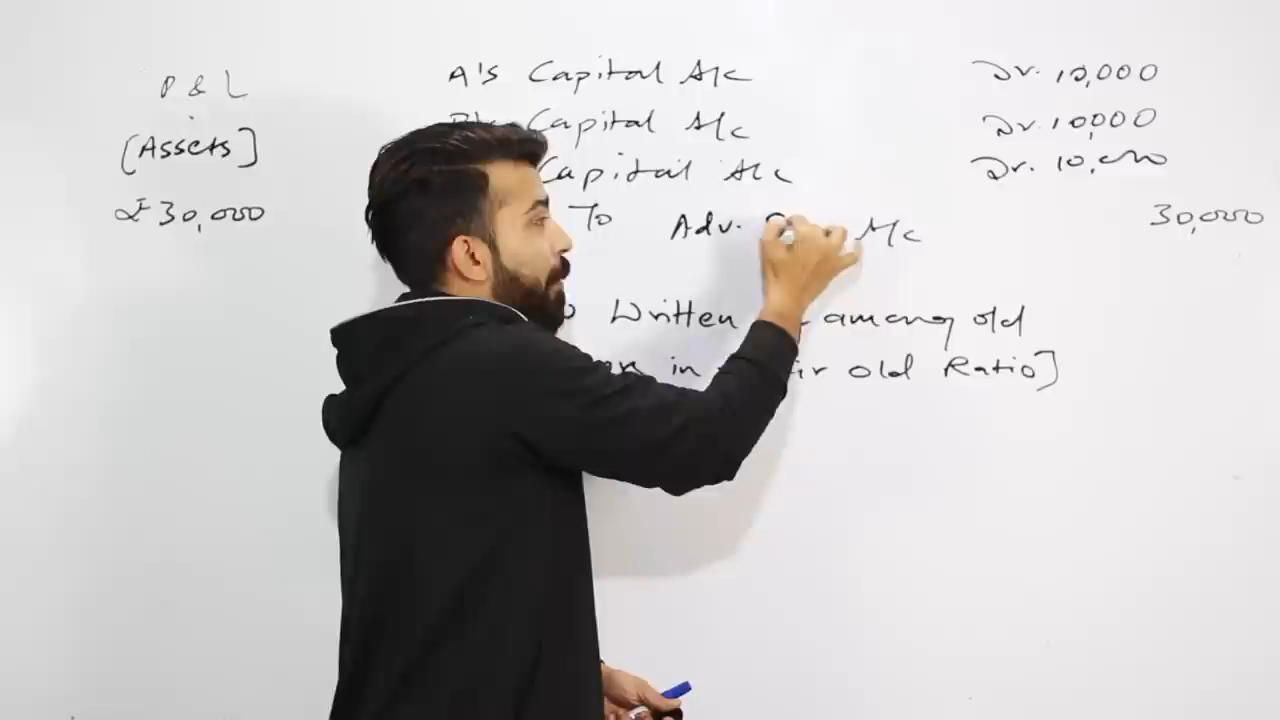 P & L
[Assets]
₹ 30,000
A's Capital A/c Dr. 10,000
Capital A/c Dr. 10,000
Capital A/c Dr. 10,000
To Adv. A/c 30,000
Written among old
in old Ratio]